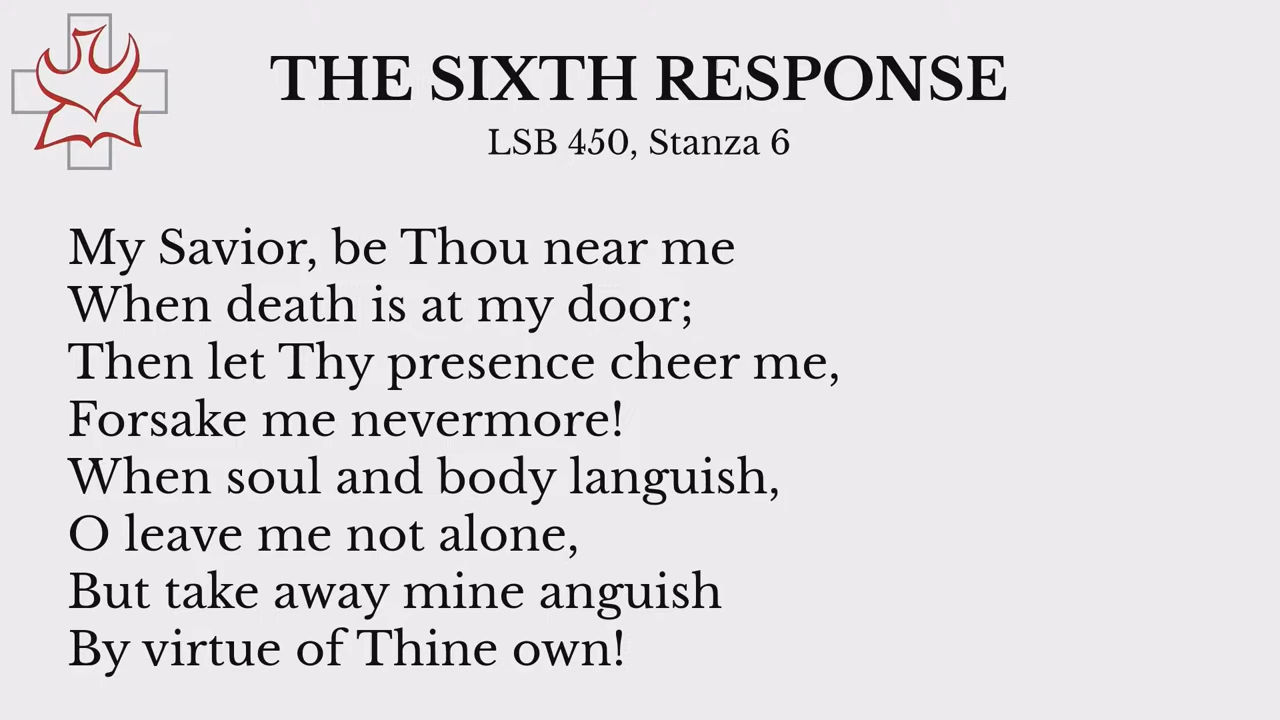 THE SIXTH RESPONSE
LSB 450, Stanza 6
My Savior, be Thou near me
When death is at my door;
Then let Thy presence cheer me,
Forsake me nevermore!
When soul and body languish,
O leave me not alone,
But take away mine anguish
By virtue of Thine own!